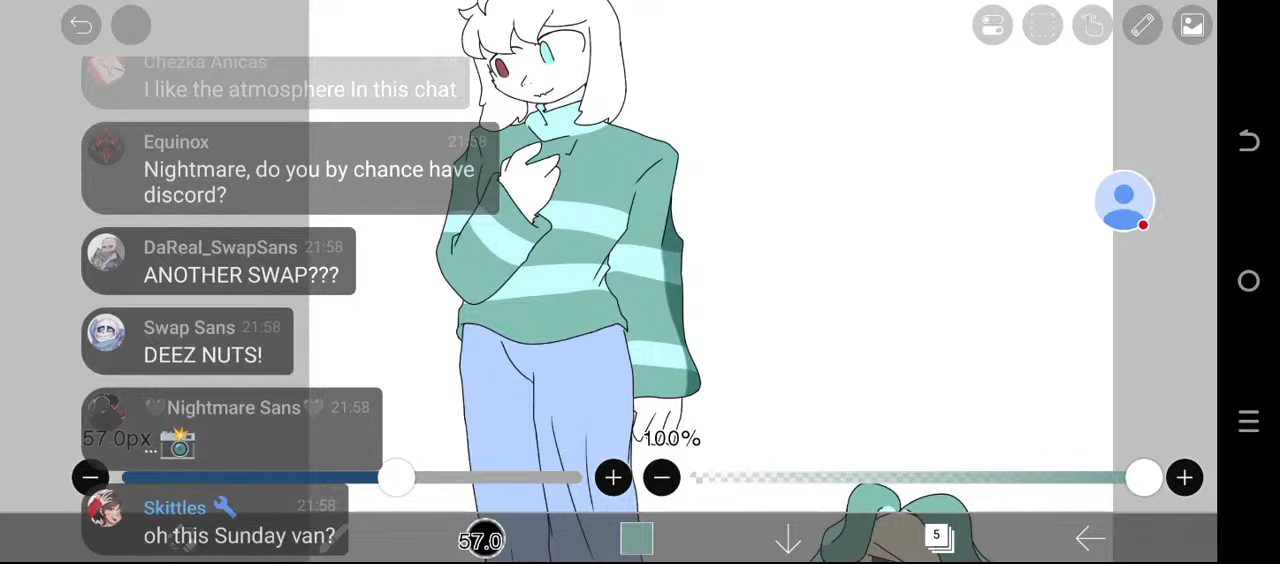 Chezka Anicas
I like the atmosphere In this chat
Equinox 21:58
Nightmare, do you by chance have
discord?
DaReal_SwapSans 21:58
ANOTHER SWAP???
Swap Sans 21:58
DEEZ NUTS!
🖤Nightmare Sans🖤 21:58
...📸
57.0px
100%
Skittles 🔧 21:58
oh this Sunday van?
57.0
5